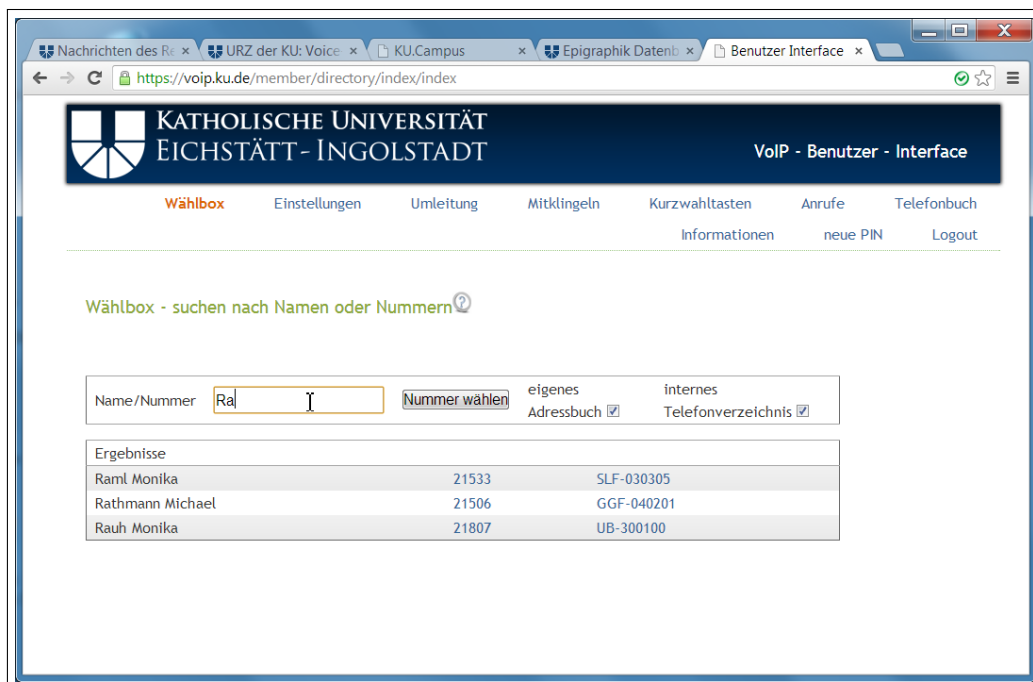 Nachrichten des Re
URZ der KU: Voice
KU.Campus
Epigraphik Datenb
Benutzer Interface
https://voip.ku.de/member/directory/index/index
KATHOLISCHE UNIVERSITÄT
EICHSTÄTT-INGOLSTADT
VoIP - Benutzer - Interface
Wählbox Einstellungen Umleitung Mitklingeln Kurzwahltasten Anrufe Telefonbuch
Informationen neue PIN Logout
Wählbox - suchen nach Namen oder Nummern
Name/Nummer Ra Nummer wählen
eigenes
Adressbuch
internes
Telefonverzeichnis
Ergebnisse
Raml Monika 21533 SLF-030305
Rathmann Michael 21506 GGF-040201
Rauh Monika 21807 UB-300100